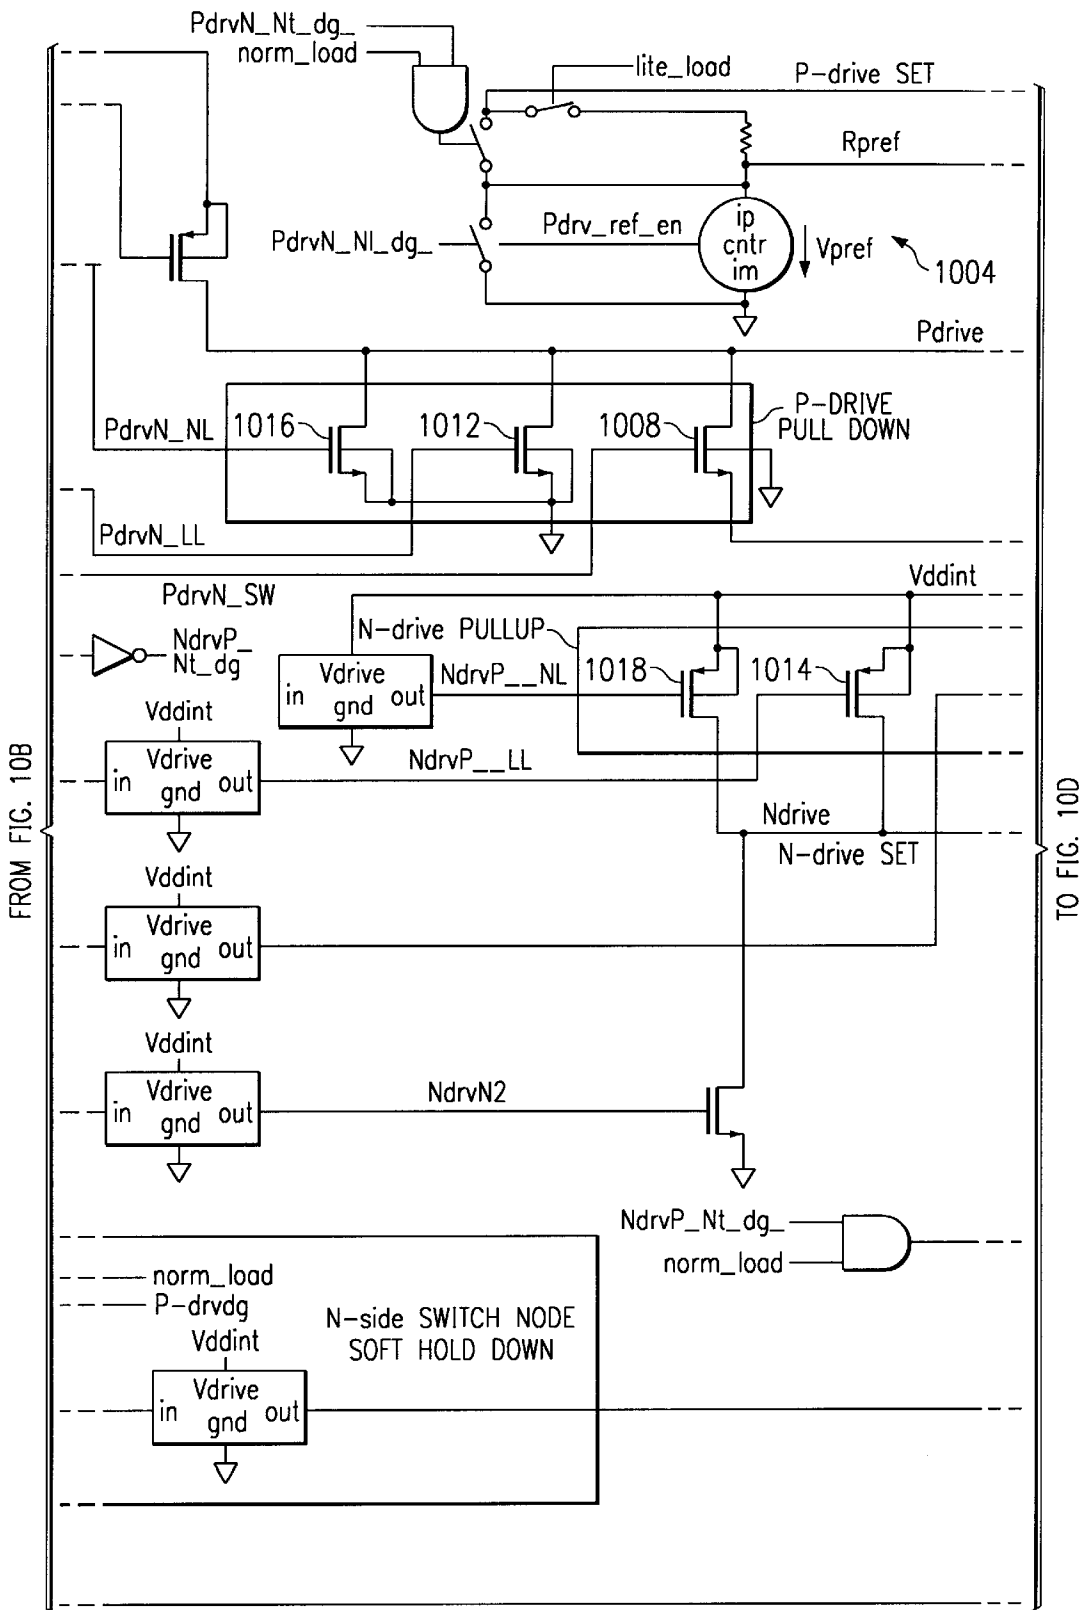 PdrvN_Nt_dg_
norm_load
lite_load
P-drive SET
Rpref
PdrvN_Nl_dg_
Pdrv_ref_en
ip
cntr
im
Vpref
1004
Pdrive
PdrvN_NL
1016
1012
1008
P-DRIVE
PULL DOWN
PdrvN_LL
PdrvN_SW
Vddint
N-drive PULLUP
NdrvP_
Nt_dg
Vdrive
in gnd out
NdrvP__NL
1018
1014
Vddint
Vdrive
in gnd out
NdrvP__LL
Ndrive
N-drive SET
FROM FIG. 10B
TO FIG. 10D
Vddint
Vdrive
in gnd out
Vddint
Vdrive
in gnd out
NdrvN2
NdrvP_Nt_dg_
norm_load
norm_load
P-drvdg
N-side SWITCH NODE
SOFT HOLD DOWN
Vddint
Vdrive
in gnd out